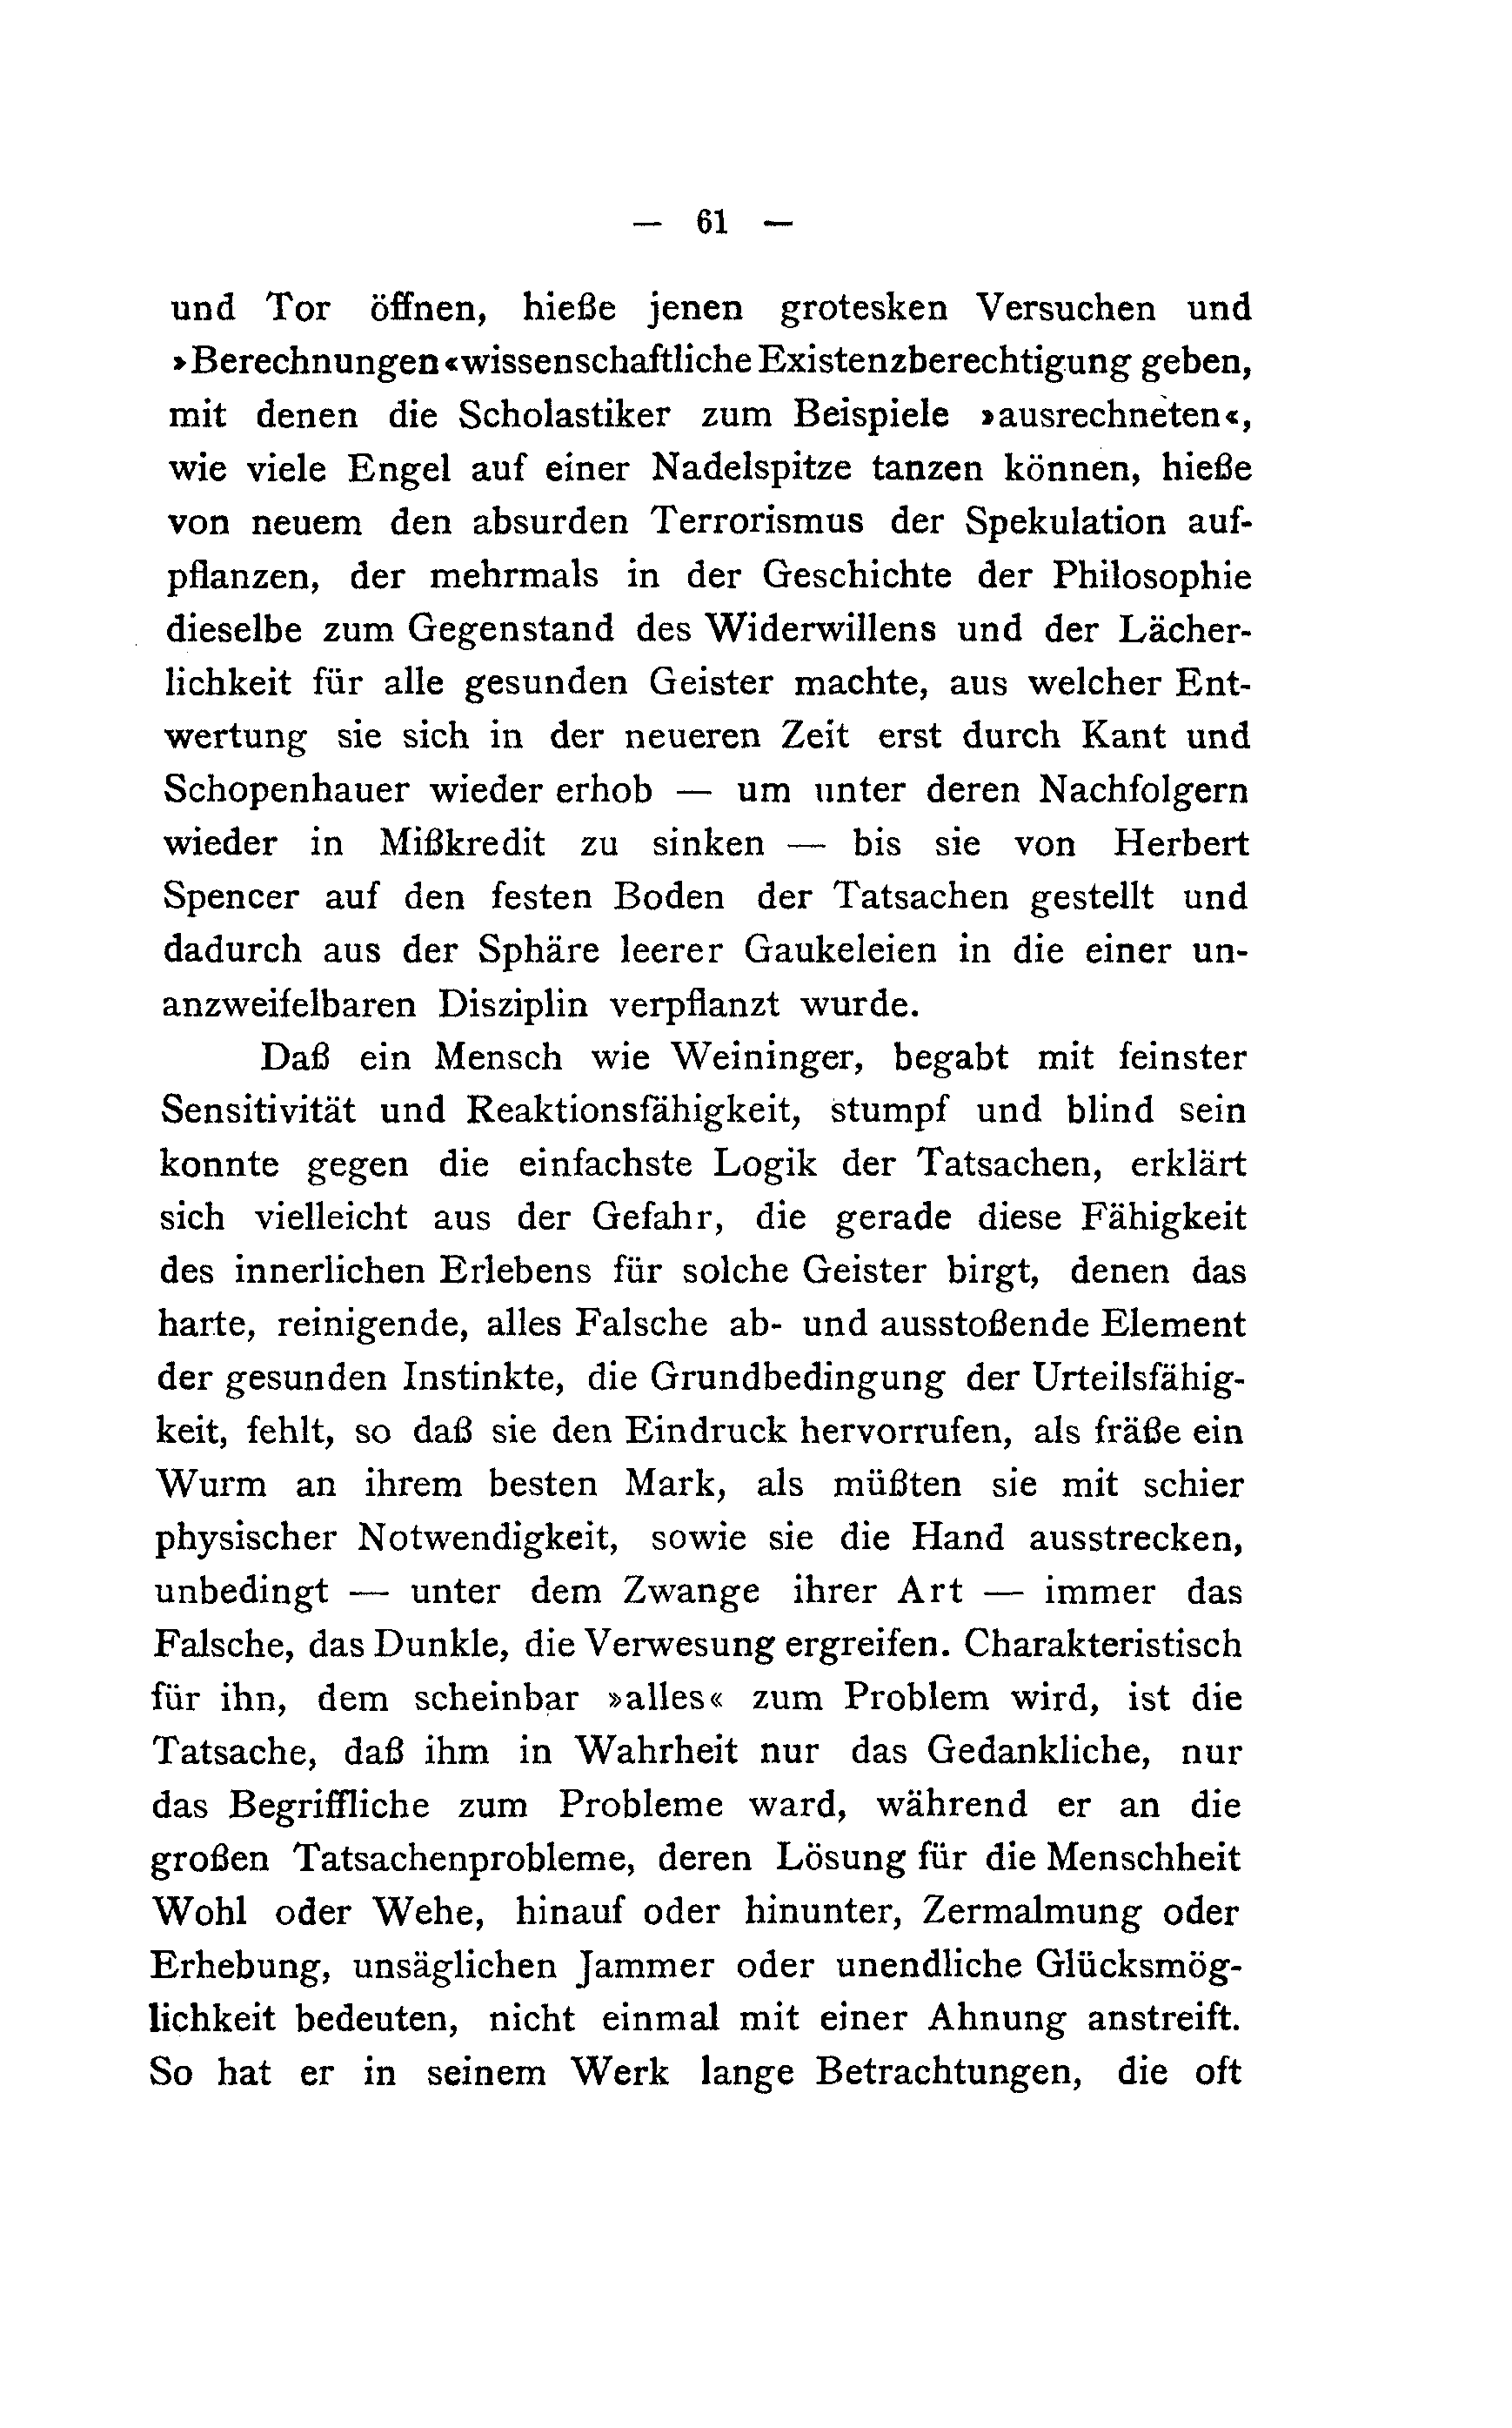 — 61 —
und Tor öffnen, hieße jenen grotesken Versuchen und
»Berechnungen« wissenschaftliche Existenzberechtigung geben,
mit denen die Scholastiker zum Beispiele »ausrechneten«,
wie viele Engel auf einer Nadelspitze tanzen können, hieße
von neuem den absurden Terrorismus der Spekulation auf-
pflanzen, der mehrmals in der Geschichte der Philosophie
dieselbe zum Gegenstand des Widerwillens und der Lächer-
lichkeit für alle gesunden Geister machte, aus welcher Ent-
wertung sie sich in der neueren Zeit erst durch Kant und
Schopenhauer wieder erhob — um unter deren Nachfolgern
wieder in Mißkredit zu sinken — bis sie von Herbert
Spencer auf den festen Boden der Tatsachen gestellt und
dadurch aus der Sphäre leerer Gaukeleien in die einer un-
anzweifelbaren Disziplin verpflanzt wurde.
Daß ein Mensch wie Weininger, begabt mit feinster
Sensitivität und Reaktionsfähigkeit, stumpf und blind sein
konnte gegen die einfachste Logik der Tatsachen, erklärt
sich vielleicht aus der Gefahr, die gerade diese Fähigkeit
des innerlichen Erlebens für solche Geister birgt, denen das
harte, reinigende, alles Falsche ab- und ausstoßende Element
der gesunden Instinkte, die Grundbedingung der Urteilsfähig-
keit, fehlt, so daß sie den Eindruck hervorrufen, als fräße ein
Wurm an ihrem besten Mark, als müßten sie mit schier
physischer Notwendigkeit, sowie sie die Hand ausstrecken,
unbedingt — unter dem Zwange ihrer Art — immer das
Falsche, das Dunkle, die Verwesung ergreifen. Charakteristisch
für ihn, dem scheinbar »alles« zum Problem wird, ist die
Tatsache, daß ihm in Wahrheit nur das Gedankliche, nur
das Begriffliche zum Probleme ward, während er an die
großen Tatsachenprobleme, deren Lösung für die Menschheit
Wohl oder Wehe, hinauf oder hinunter, Zermalmung oder
Erhebung, unsäglichen Jammer oder unendliche Glücksmög-
lichkeit bedeuten, nicht einmal mit einer Ahnung anstreift.
So hat er in seinem Werk lange Betrachtungen, die oft